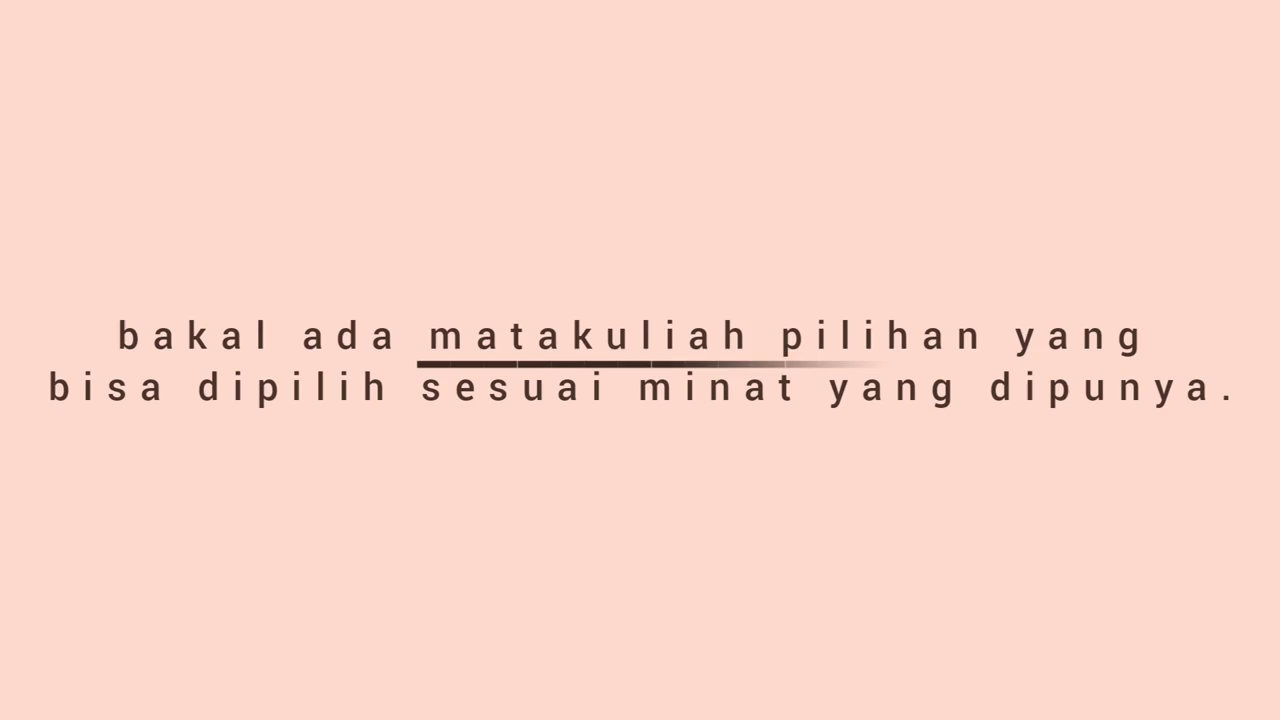 bakal ada matakuliah pilihan yang
bisa dipilih sesuai minat yang dipunya.